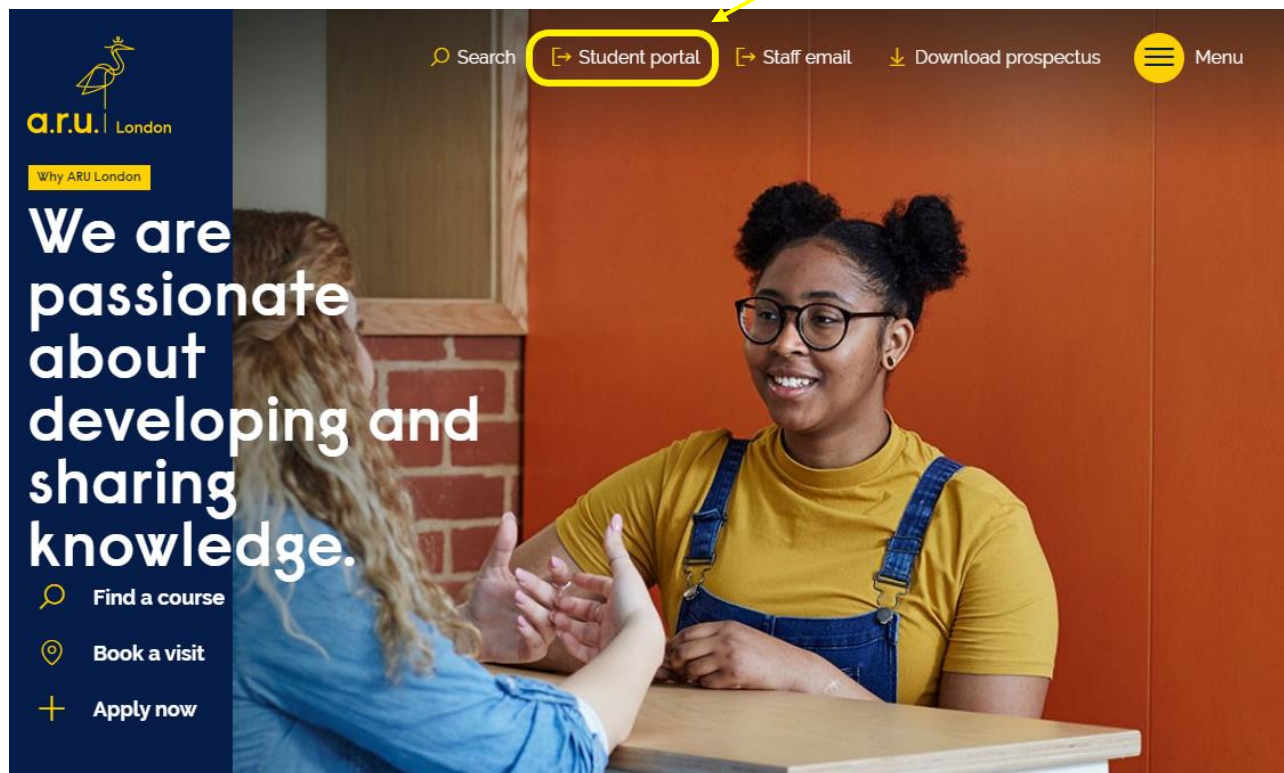 Search
Student portal
Staff email
Download prospectus
Menu
a.r.u. London
Why ARU London
We are
passionate
about
developing and
sharing
knowledge.
Find a course
Book a visit
Apply now